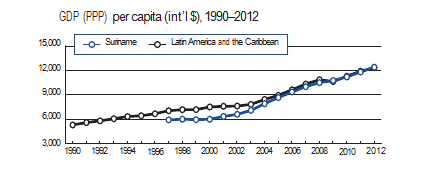 GDP (PPP) per capita (int'l $), 1990–2012
Suriname Latin America and the Caribbean
15,000
12,000
9,000
6,000
3,000
1990 1992 1994 1996 1998 2000 2002 2004 2006 2008 2010 2012